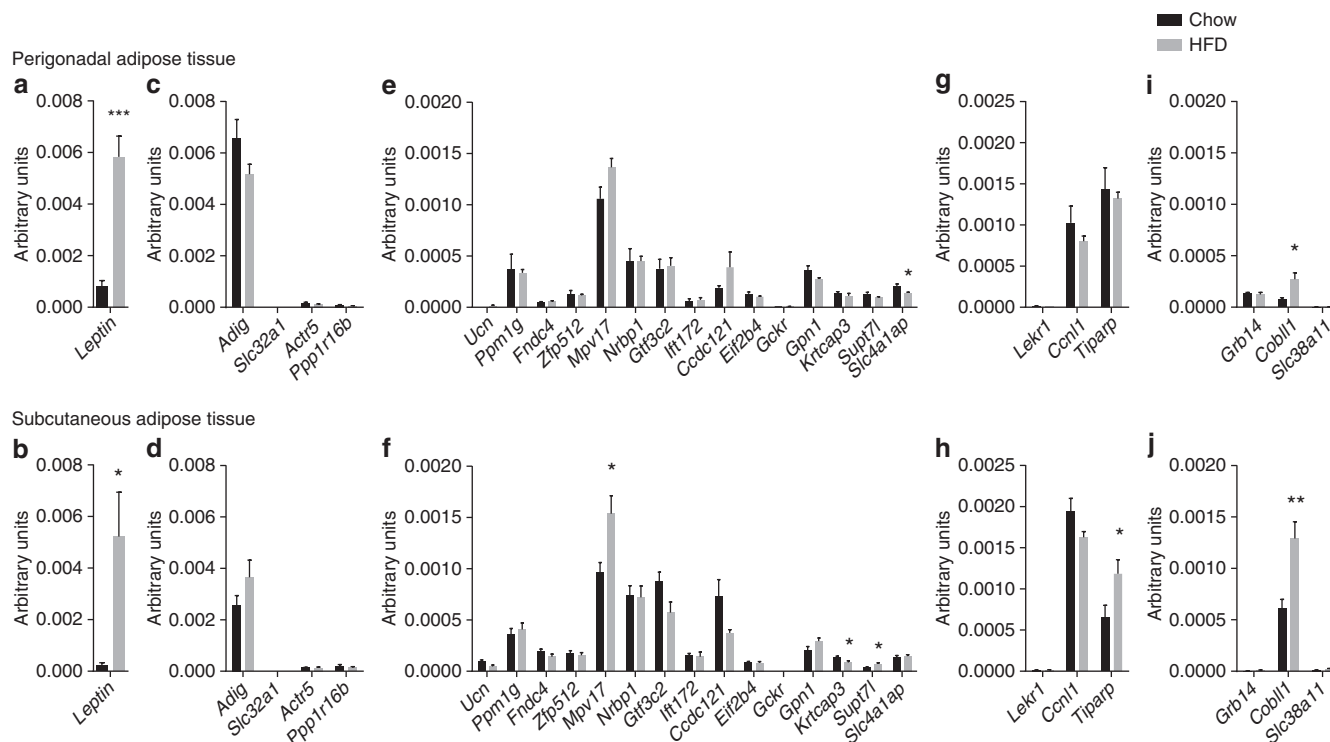 Chow
HFD
Perigonadal adipose tissue
a
c
e
g
i
Arbitrary units
0.008
0.006
0.004
0.002
0.000
***
Leptin
Arbitrary units
0.008
0.006
0.004
0.002
0.000
Adig
Slc32a1
Actr5
Ppp1r16b
Arbitrary units
0.0020
0.0015
0.0010
0.0005
0.0000
*
Ucn
Ppm1g
Fndc4
Zfp512
Mpv17
Nrbp1
Gtf3c2
Ift172
Ccdc121
Eif2b4
Gckr
Gpn1
Krtcap3
Supt7l
Slc4a1ap
Arbitrary units
0.0025
0.0020
0.0015
0.0010
0.0005
0.0000
Lekr1
Ccnl1
Tiparp
Arbitrary units
0.0020
0.0015
0.0010
0.0005
0.0000
*
Grb14
Cobll1
Slc38a11
Subcutaneous adipose tissue
b
d
f
h
j
Arbitrary units
0.008
0.006
0.004
0.002
0.000
*
Leptin
Arbitrary units
0.008
0.006
0.004
0.002
0.000
Adig
Slc32a1
Actr5
Ppp1r16b
Arbitrary units
0.0020
0.0015
0.0010
0.0005
0.0000
*
*
*
Ucn
Ppm1g
Fndc4
Zfp512
Mpv17
Nrbp1
Gtf3c2
Ift172
Ccdc121
Eif2b4
Gckr
Gpn1
Krtcap3
Supt7l
Slc4a1ap
Arbitrary units
0.0025
0.0020
0.0015
0.0010
0.0005
0.0000
*
Lekr1
Ccnl1
Tiparp
Arbitrary units
0.0020
0.0015
0.0010
0.0005
0.0000
**
Grb14
Cobll1
Slc38a11